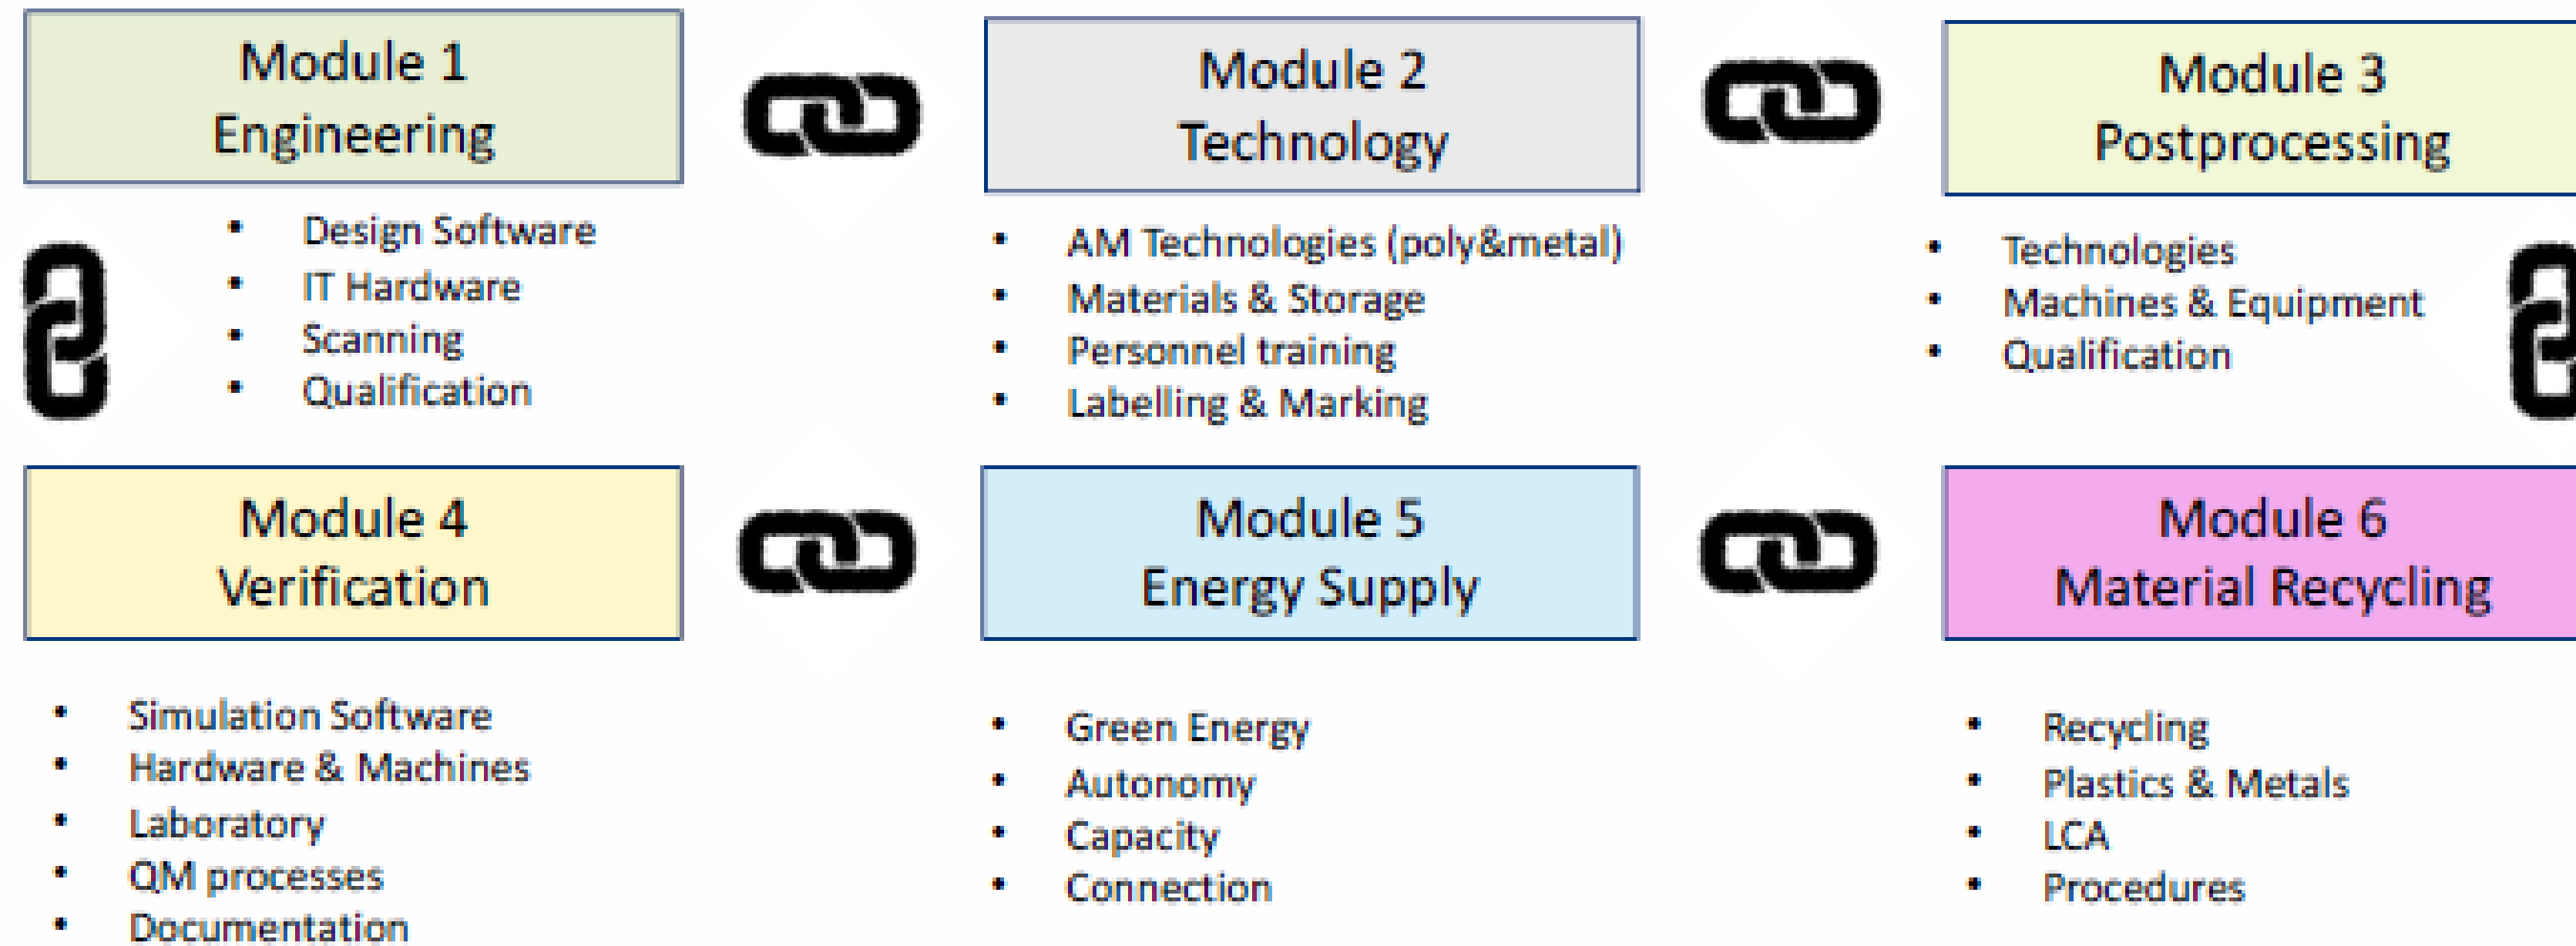 Module 1
Engineering
• Design Software
• IT Hardware
• Scanning
• Qualification
Module 2
Technology
• AM Technologies (poly&metal)
• Materials & Storage
• Personnel training
• Labelling & Marking
Module 3
Postprocessing
• Technologies
• Machines & Equipment
• Qualification
Module 4
Verification
• Simulation Software
• Hardware & Machines
• Laboratory
• QM processes
• Documentation
Module 5
Energy Supply
• Green Energy
• Autonomy
• Capacity
• Connection
Module 6
Material Recycling
• Recycling
• Plastics & Metals
• LCA
• Procedures